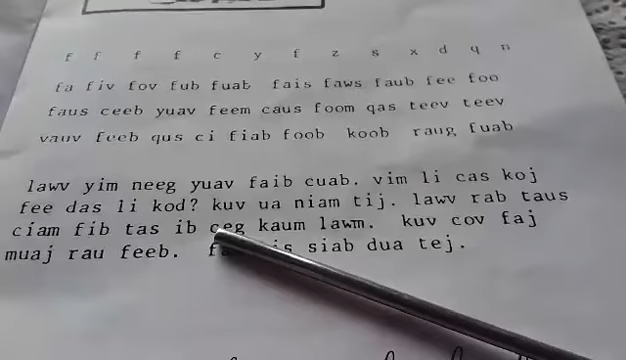 f f f f c y f z s x d q n
fa fiv fov fub fuab fais faws faub fee foo
faus ceeb yuav feem caus foom qas teev teev
vauv feeb qus ci fiab foob koob raug fuab
lawv yim neeg yuav faib cuab. vim li cas koj
fee das li kod? kuv ua niam tij. lawv rab taus
ciam fib tas ib ceg kaum lawm. kuv cov faj
muaj rau feeb. siab dua tej.